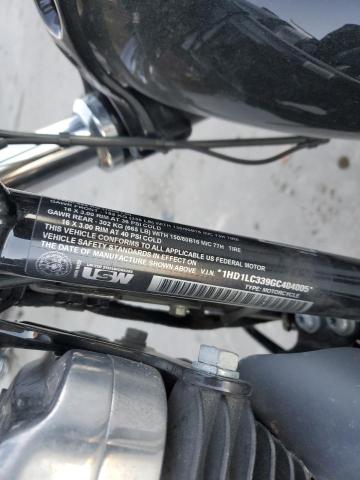 GAWR FRONT
16 X 3.00 RIM AT 36 PSI COLD
GAWR REAR - 302 KG (665 LB) WITH 150/80B16 M/C 77H TIRE
16 X 3.00 RIM AT 40 PSI COLD
THIS VEHICLE CONFORMS TO ALL APPLICABLE US FEDERAL MOTOR
VEHICLE SAFETY STANDARDS IN EFFECT ON
THE DATE OF MANUFACTURE SHOWN ABOVE V.I.N. *1HD1LC339GC404005*
TYPE: MOTORCYCLE